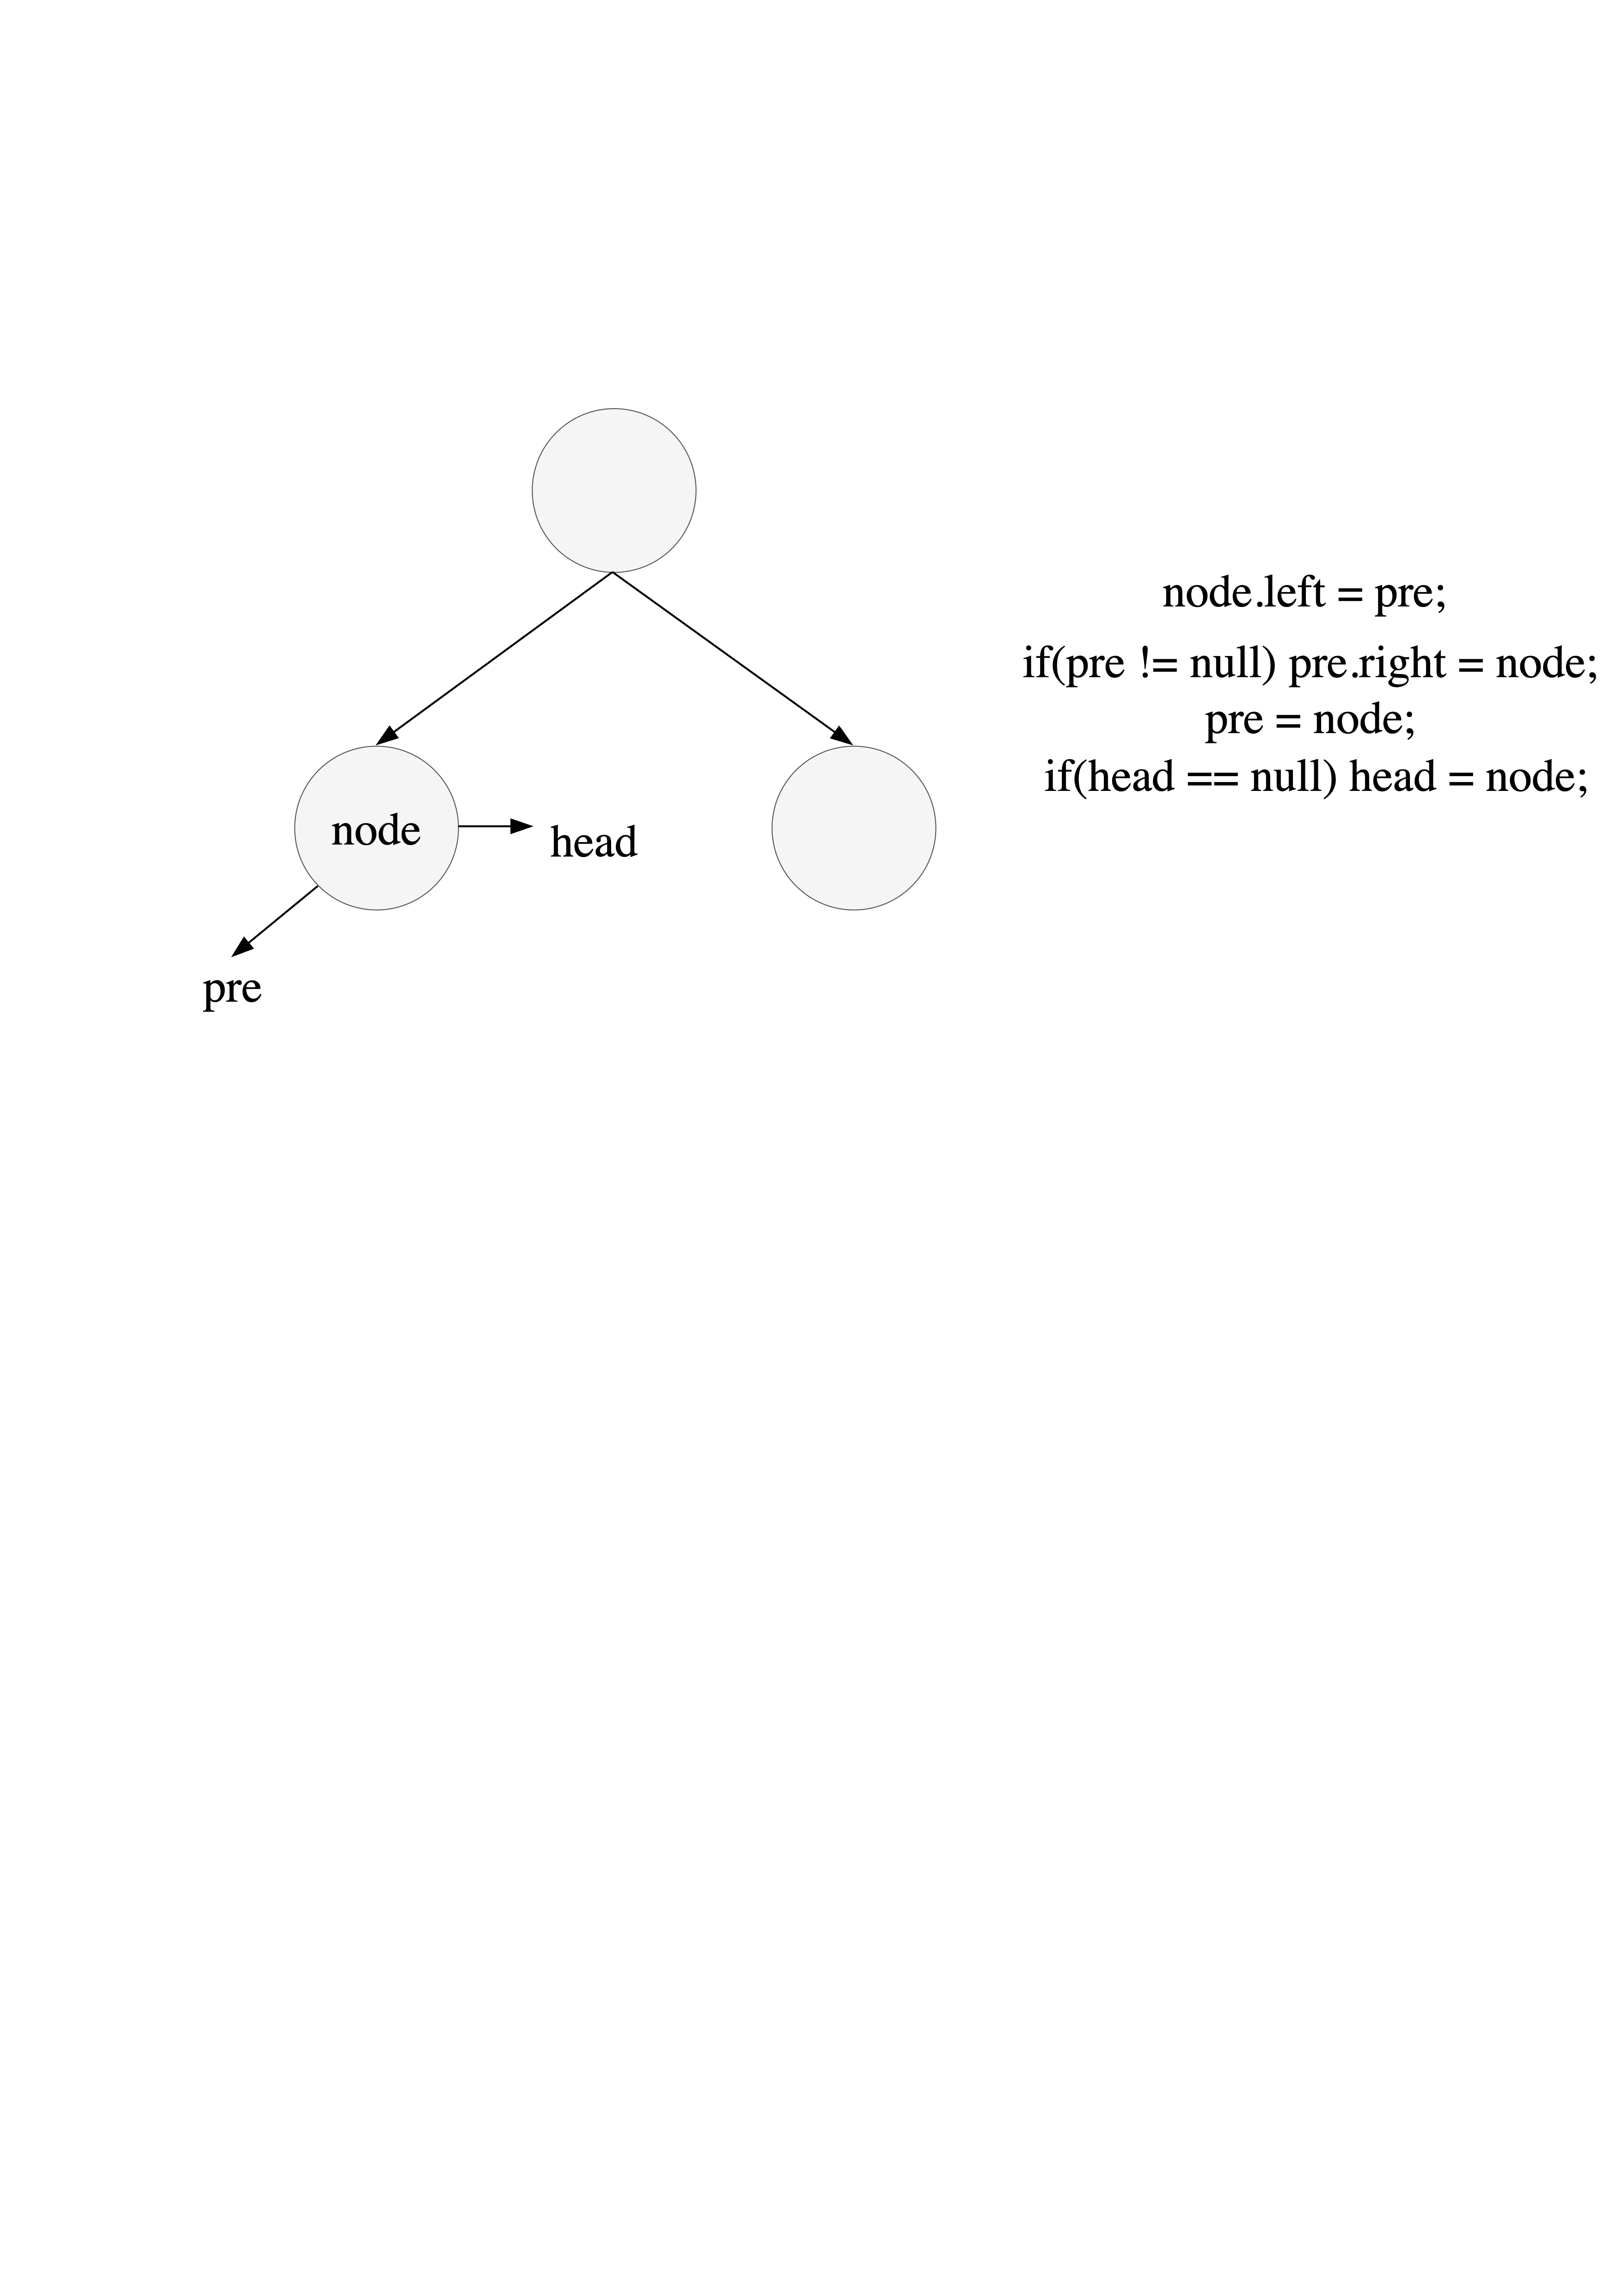 node.left = pre;
if(pre != null) pre.right = node;
pre = node;
if(head == null) head = node;
node
head
pre